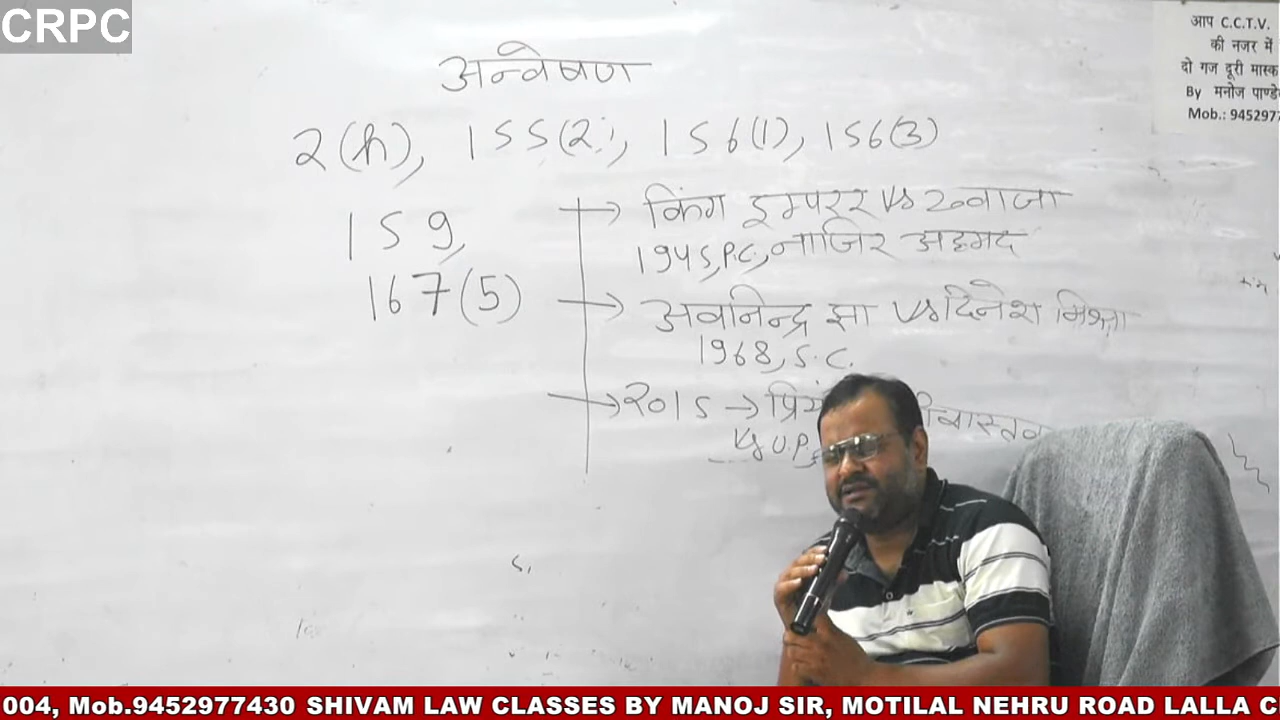 CRPC
आप C.C.T.V.
की नजर में
दो गज दूरी मास्क
By मनोज पाण्डे
Mob.: 9452977
अन्वेषण
2(h), 155(2), 156(1), 156(3)
159,
167(5)
किंग इम्परर Vs ख्वाजा
1945, P.C., नाजिर अहमद
अवनिन्द्र झा Vs दिनेश मिश्रा
1968, S.C.
2015 →
Vs U.P.
004, Mob.9452977430 SHIVAM LAW CLASSES BY MANOJ SIR, MOTILAL NEHRU ROAD LALLA C